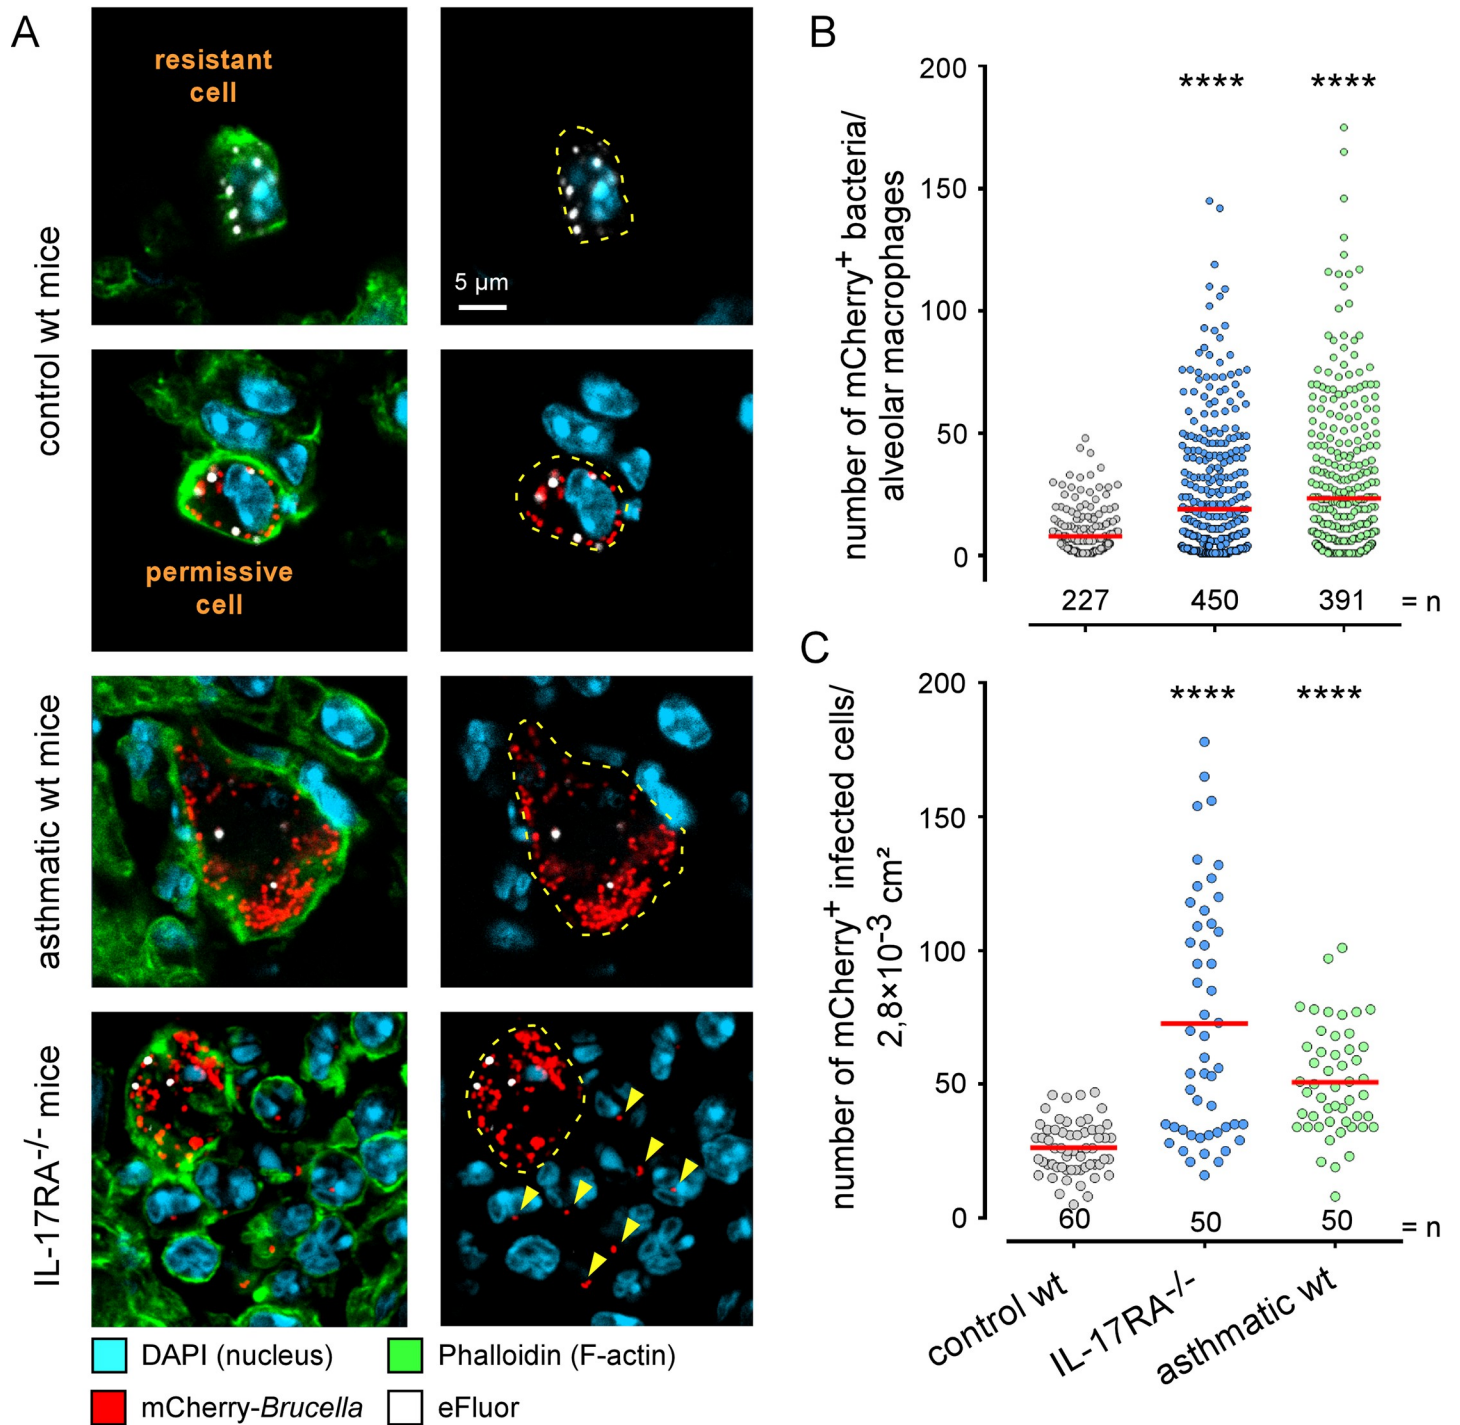 A
resistant
cell
5 µm
control wt mice
permissive
cell
asthmatic wt mice
IL-17RA-/- mice
DAPI (nucleus)
Phalloidin (F-actin)
mCherry-Brucella
eFluor
B
number of mCherry+ bacteria/
alveolar macrophages
200
150
100
50
0
**** ****
227 450 391 = n
C
number of mCherry+ infected cells/
2,8×10-3 cm²
200
150
100
50
0
**** ****
60 50 50 = n
control wt
IL-17RA-/-
asthmatic wt